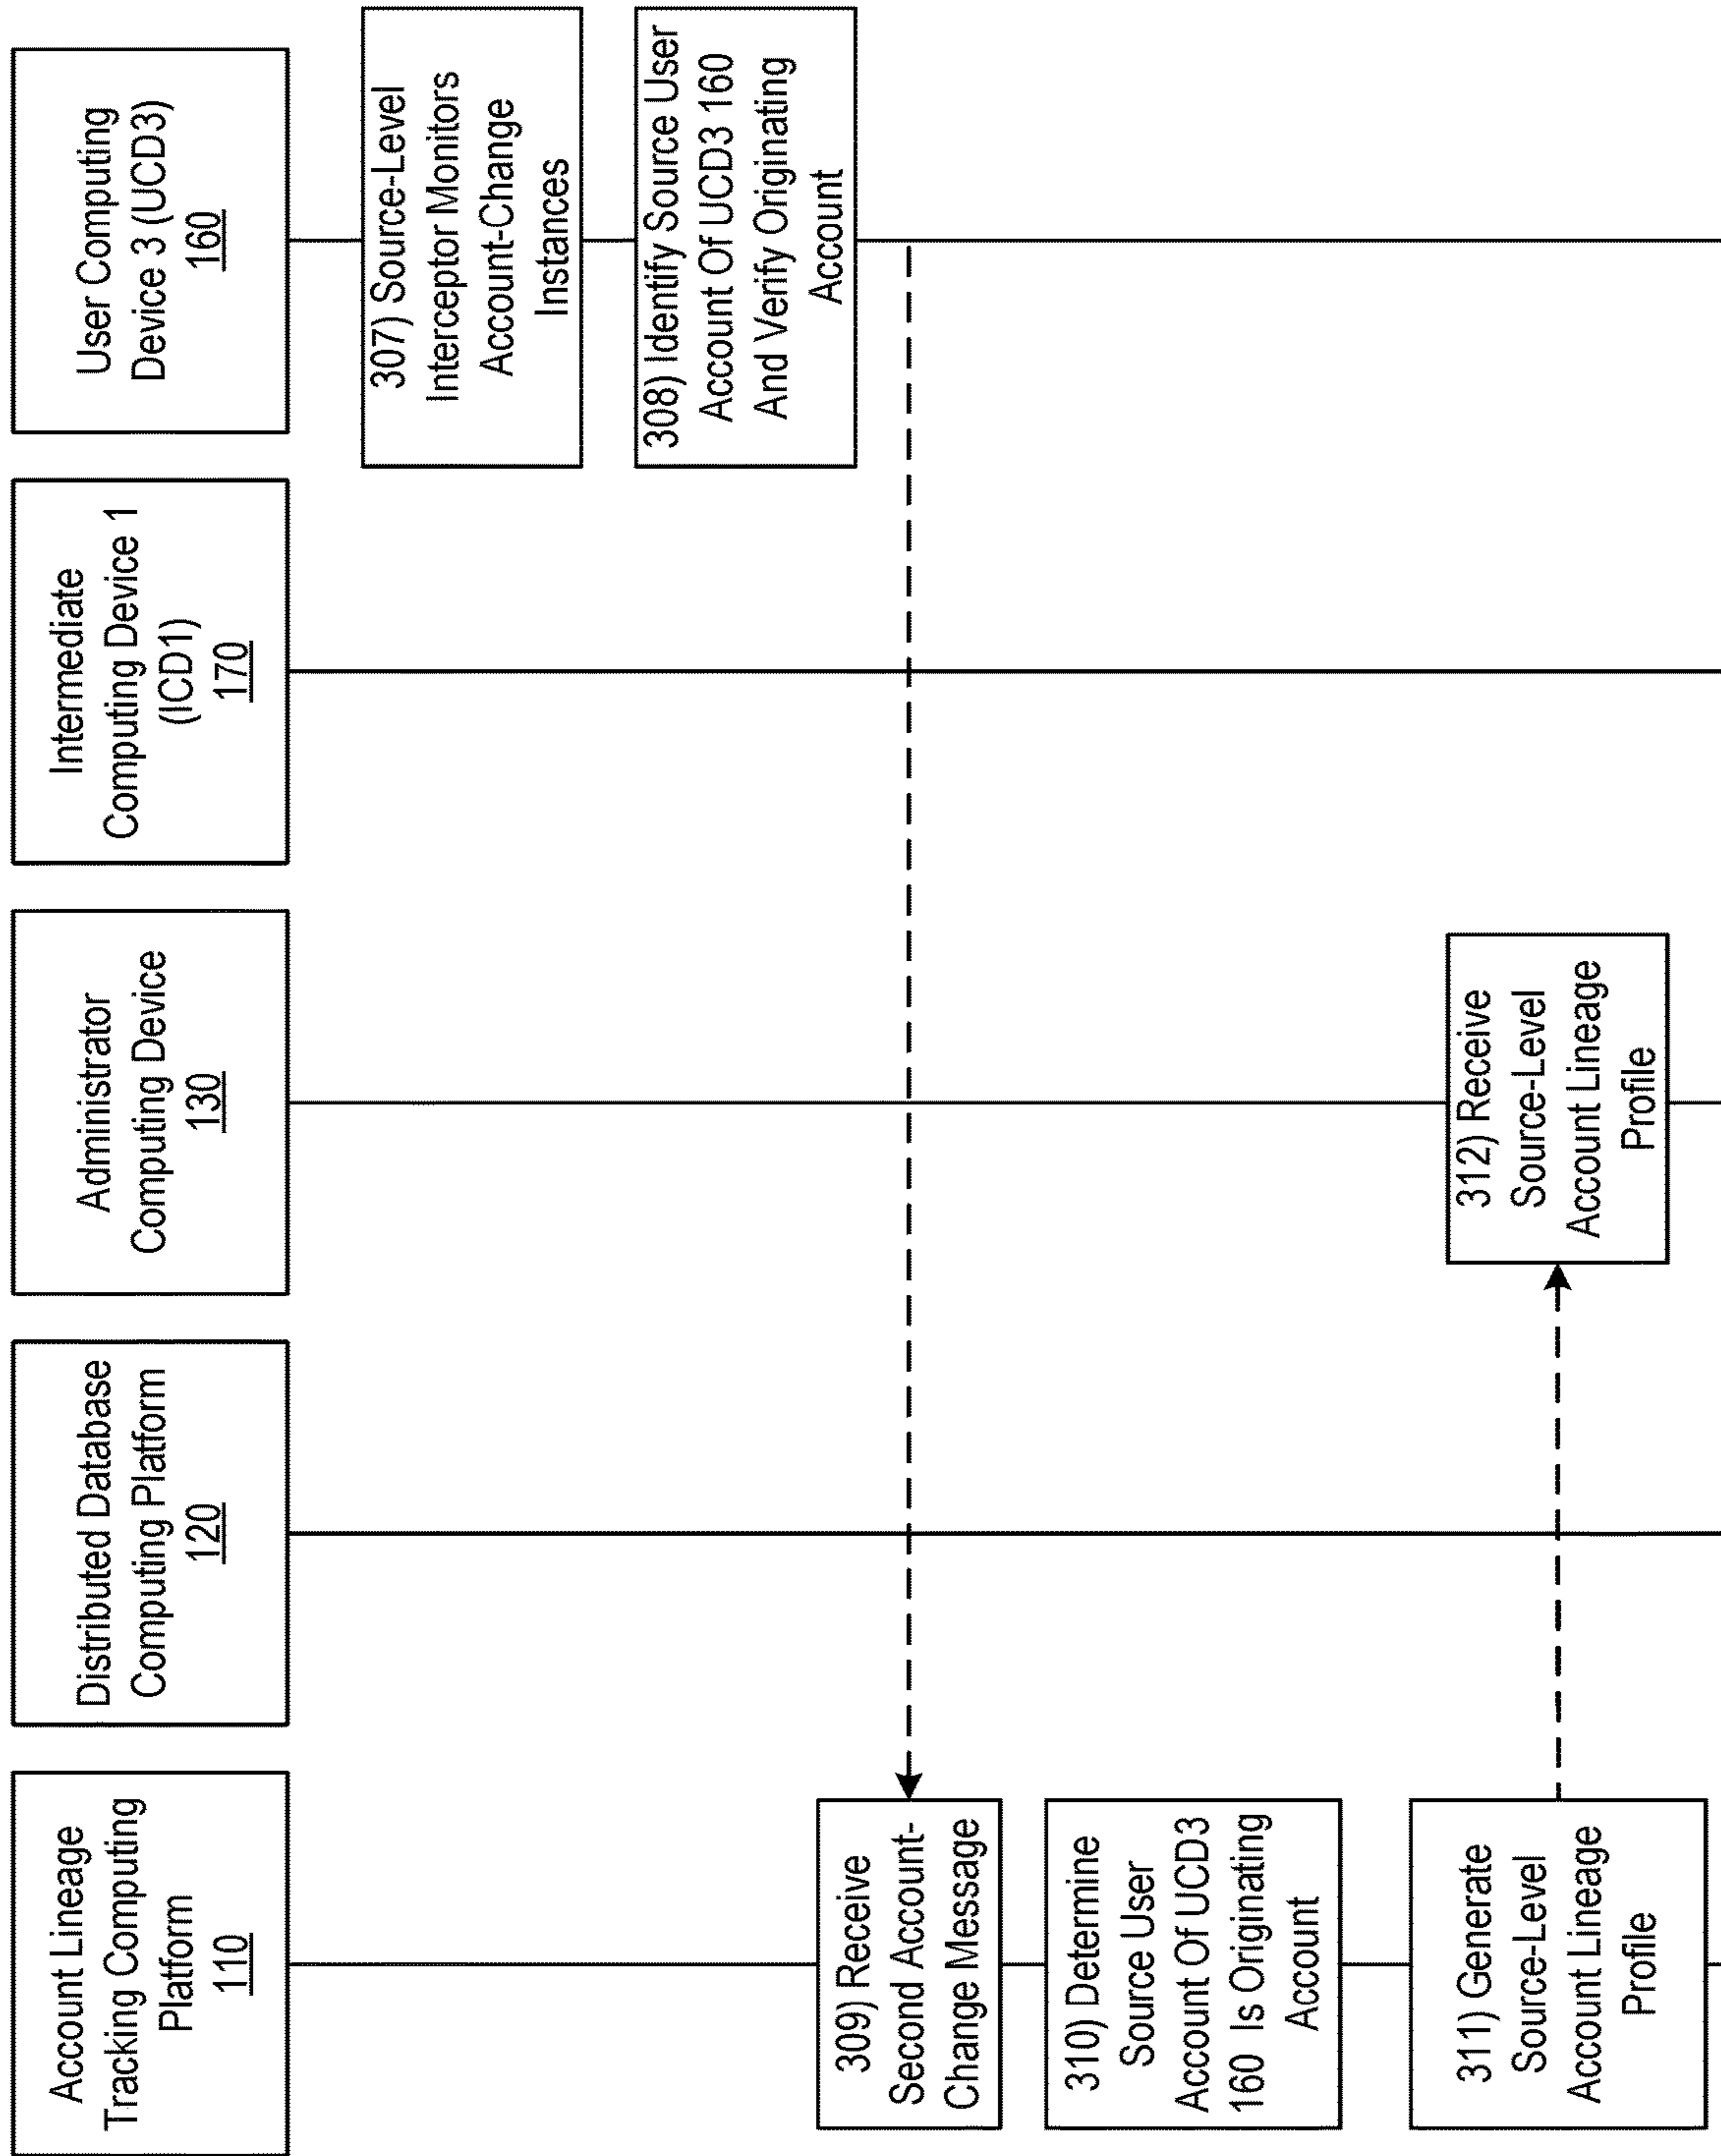 Account Lineage
Tracking Computing
Platform
110
Distributed Database
Computing Platform
120
Administrator
Computing Device
130
Intermediate
Computing Device 1
(ICD1)
170
User Computing
Device 3 (UCD3)
160
307) Source-Level
Interceptor Monitors
Account-Change
Instances
308) Identify Source User
Account Of UCD3 160
And Verify Originating
Account
309) Receive
Second Account-
Change Message
310) Determine
Source User
Account Of UCD3
160 Is Originating
Account
311) Generate
Source-Level
Account Lineage
Profile
312) Receive
Source-Level
Account Lineage
Profile